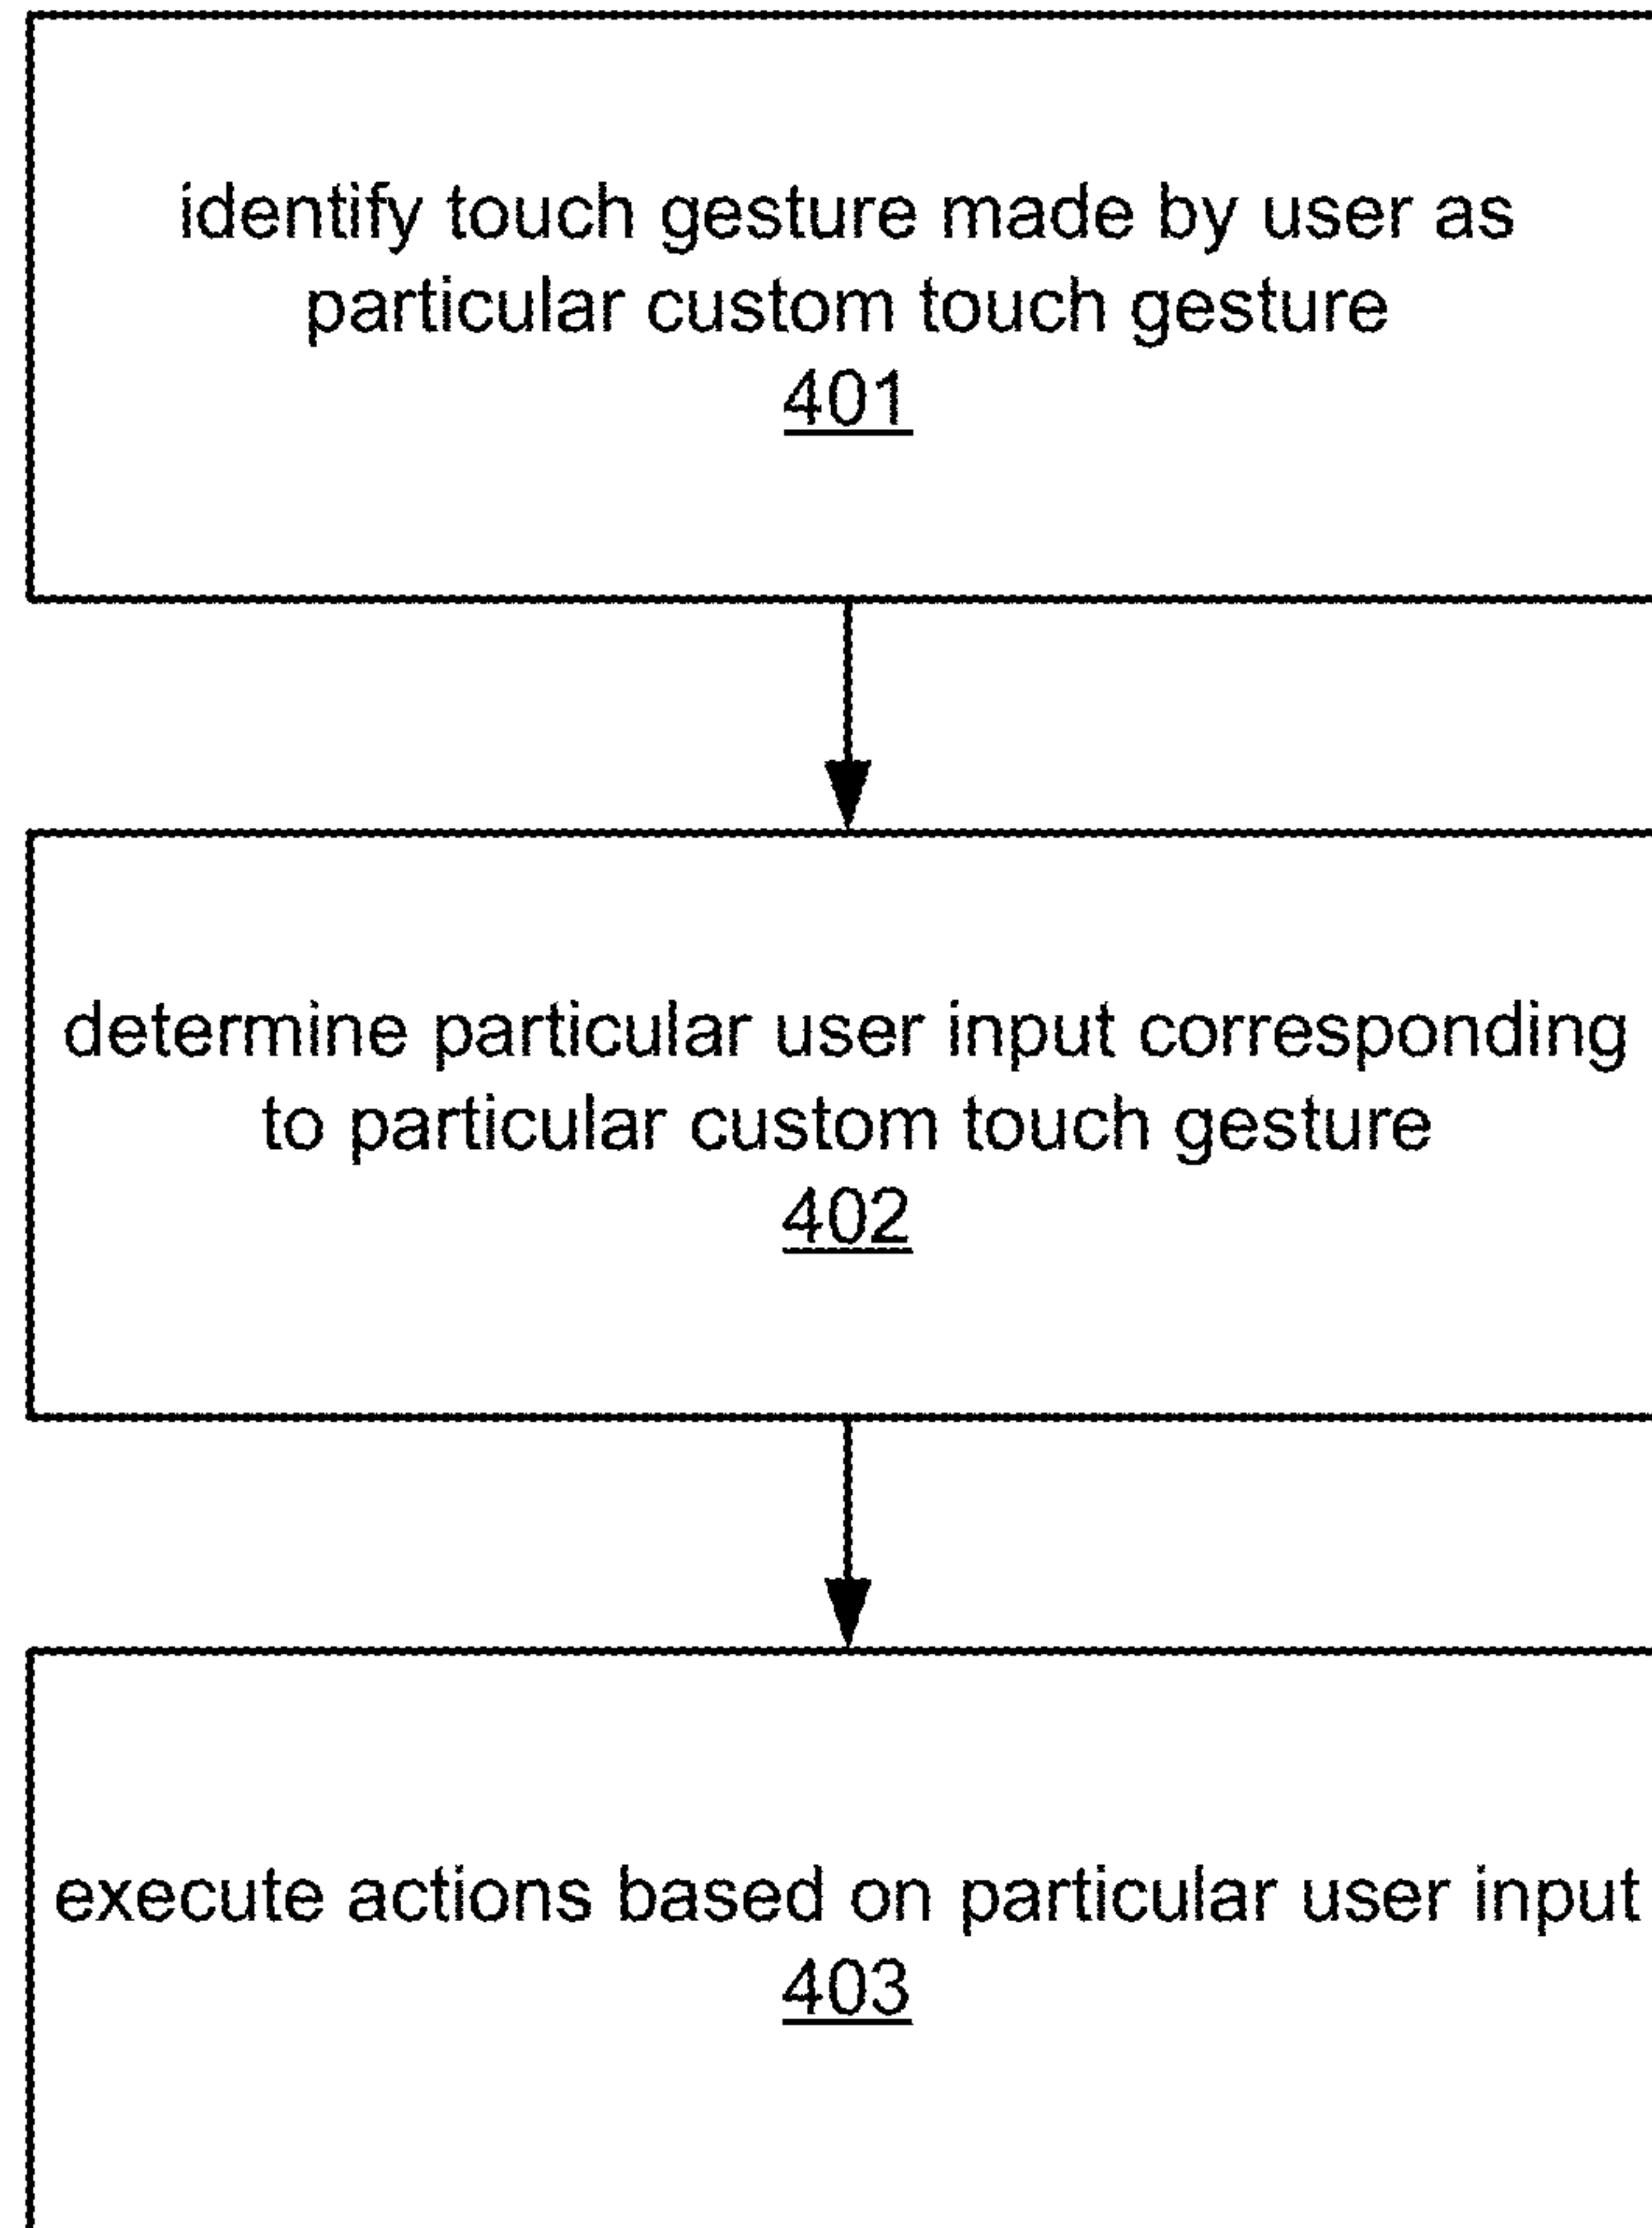 identify touch gesture made by user as
particular custom touch gesture
401
determine particular user input corresponding
to particular custom touch gesture
402
execute actions based on particular user input
403